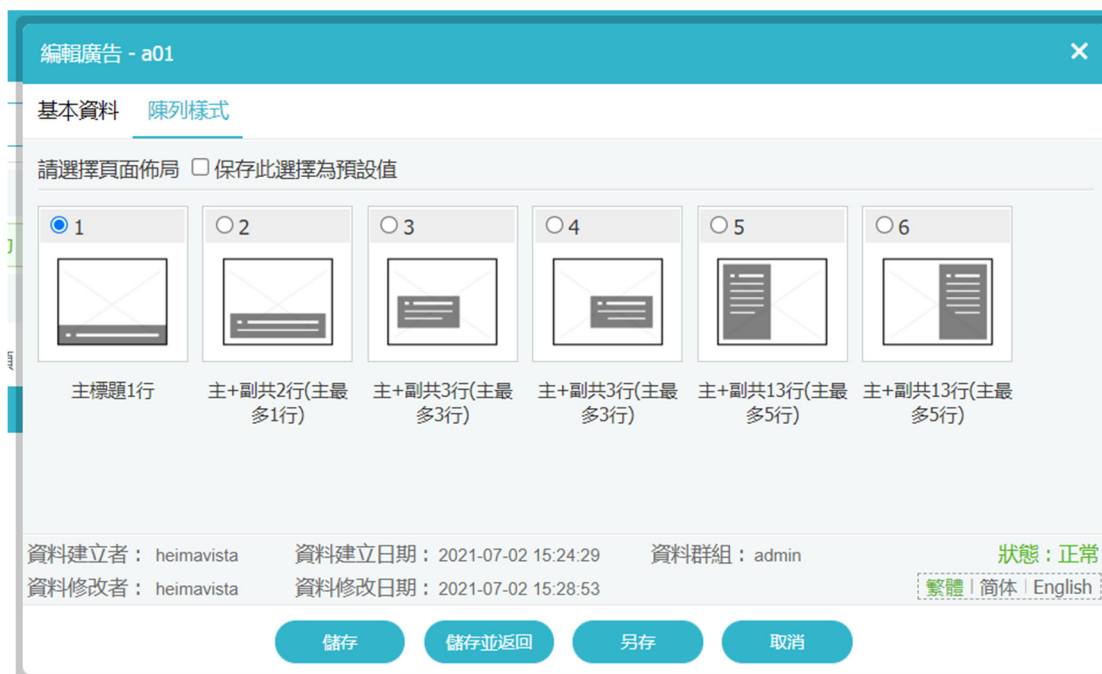 編輯廣告 - a01
基本資料 陳列樣式
請選擇頁面佈局 保存此選擇為預設值
1 2 3 4 5 6
主標題1行
主+副共2行(主最
多1行)
主+副共3行(主最
多3行)
主+副共3行(主最
多3行)
主+副共13行(主最
多5行)
主+副共13行(主最
多5行)
資料建立者： heimavista 資料建立日期：2021-07-02 15:24:29 資料群組：admin 狀態：正常
資料修改者： heimavista 資料修改日期：2021-07-02 15:28:53 繁體 | 简体 | English
儲存 儲存並返回 另存 取消